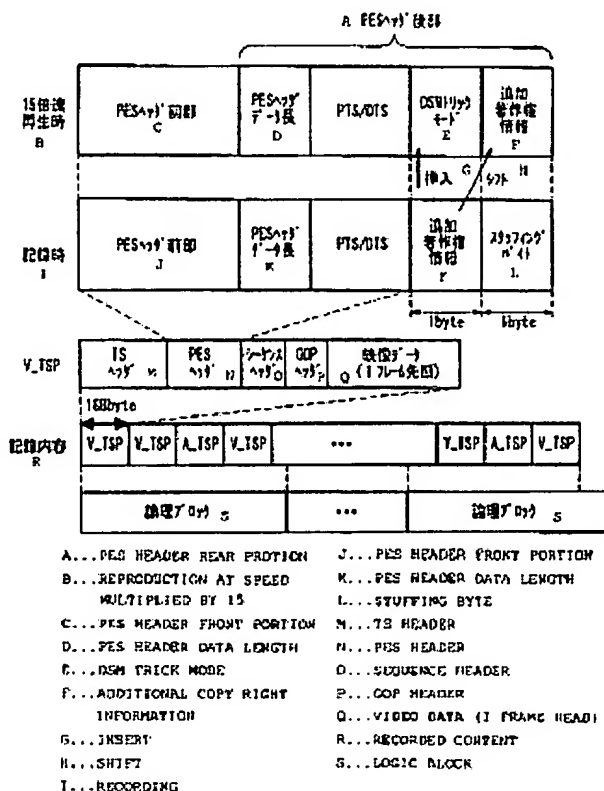 A PESヘッダ後部
15倍速
再生時
B
PESヘッダ前部
C
PESヘッダ
データ長
D
PTS/DTS
DSMトリック
モード
E
追加
著作権
情報
F
挿入 G
シフト H
記録時
I
PESヘッダ前部
J
PESヘッダ
データ長
K
PTS/DTS
追加
著作権
情報
F
スタッフィング
バイト
L
1byte
1byte
V_TSP
TS
ヘッダ M
PES
ヘッダ N
シーケンス
ヘッダ O
GOP
ヘッダ P
映像データ
Q (Iフレーム先頭)
188byte
記録内容
R
V_TSP
V_TSP
A_TSP
V_TSP
...
V_TSP
A_TSP
V_TSP
論理ブロック S
...
論理ブロック S
A...PES HEADER REAR PROTION
B...REPRODUCTION AT SPEED
MULTIPLIED BY 15
C...PES HEADER FRONT PORTION
D...PES HEADER DATA LENGTH
E...DSM TRICK MODE
F...ADDITIONAL COPY RIGHT
INFORMATION
G...INSERT
H...SHIFT
I...RECORDING
J...PES HEADER FRONT PORTION
K...PES HEADER DATA LENGTH
L...STUFFING BYTE
M...TS HEADER
N...PES HEADER
O...SEQUENCE HEADER
P...GOP HEADER
Q...VIDEO DATA (I FRAME HEAD)
R...RECORDED CONTENT
S...LOGIC BLOCK